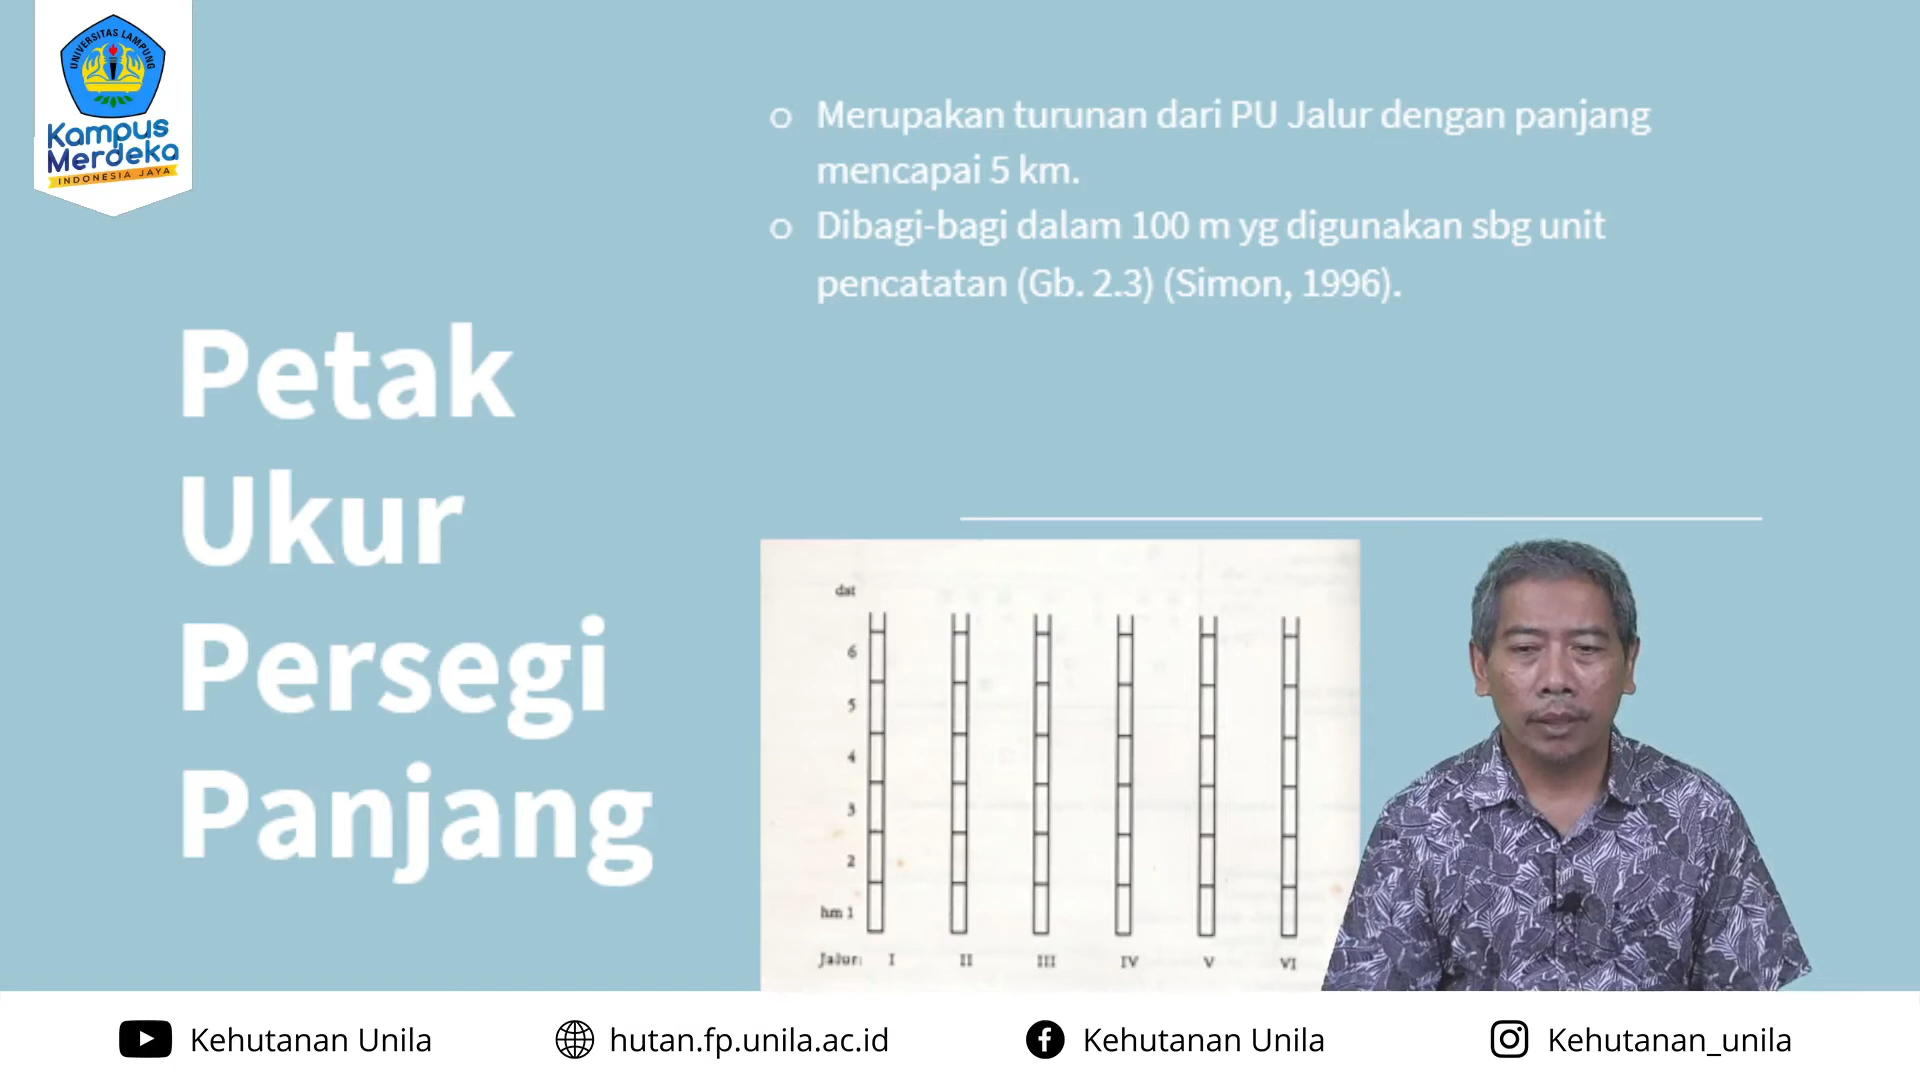 UNIVERSITAS LAMPUNG
Kampus
Merdeka
INDONESIA JAYA
Petak
Ukur
Persegi
Panjang
Merupakan turunan dari PU Jalur dengan panjang
mencapai 5 km.
Dibagi-bagi dalam 100 m yg digunakan sbg unit
pencatatan (Gb. 2.3) (Simon, 1996).
dst
6
5
4
3
2
hm 1
Jalur: I II III IV V VI
Kehutanan Unila
hutan.fp.unila.ac.id
Kehutanan Unila
Kehutanan_unila